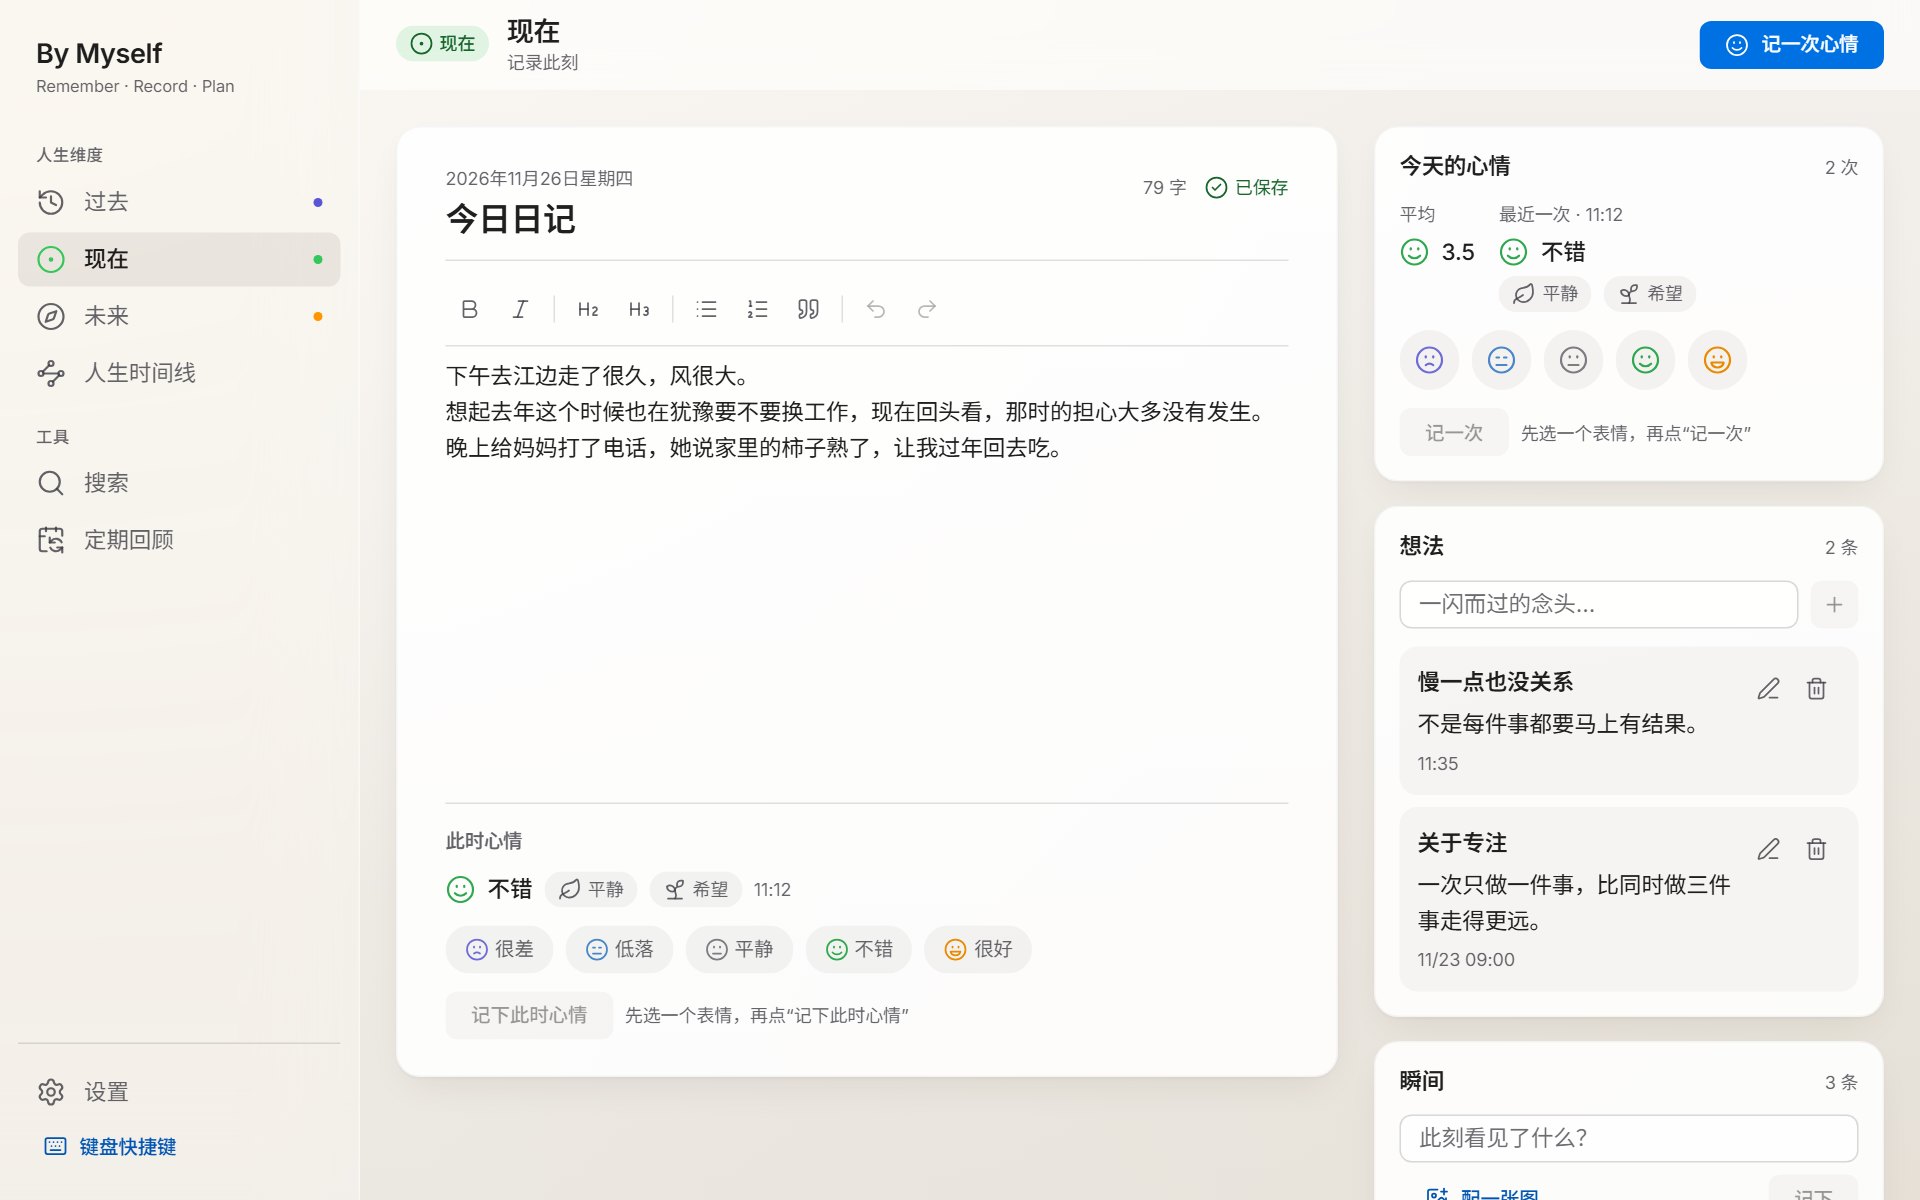 By Myself
Remember · Record · Plan
人生维度
过去
现在
未来
人生时间线
工具
搜索
定期回顾
设置
键盘快捷键
现在
现在
记录此刻
记一次心情
2026年11月26日星期四
今日日记
79 字
已保存
B I H2 H3
下午去江边走了很久，风很大。
想起去年这个时候也在犹豫要不要换工作，现在回头看，那时的担心大多没有发生。
晚上给妈妈打了电话，她说家里的柿子熟了，让我过年回去吃。
此时心情
不错 平静 希望 11:12
很差 低落 平静 不错 很好
记下此时心情 先选一个表情，再点“记下此时心情”
今天的心情 2 次
平均 最近一次 · 11:12
3.5 不错
平静 希望
记一次 先选一个表情，再点“记一次”
想法 2 条
一闪而过的念头...
慢一点也没关系
不是每件事都要马上有结果。
11:35
关于专注
一次只做一件事，比同时做三件
事走得更远。
11/23 09:00
瞬间 3 条
此刻看见了什么？
配一张图 记下